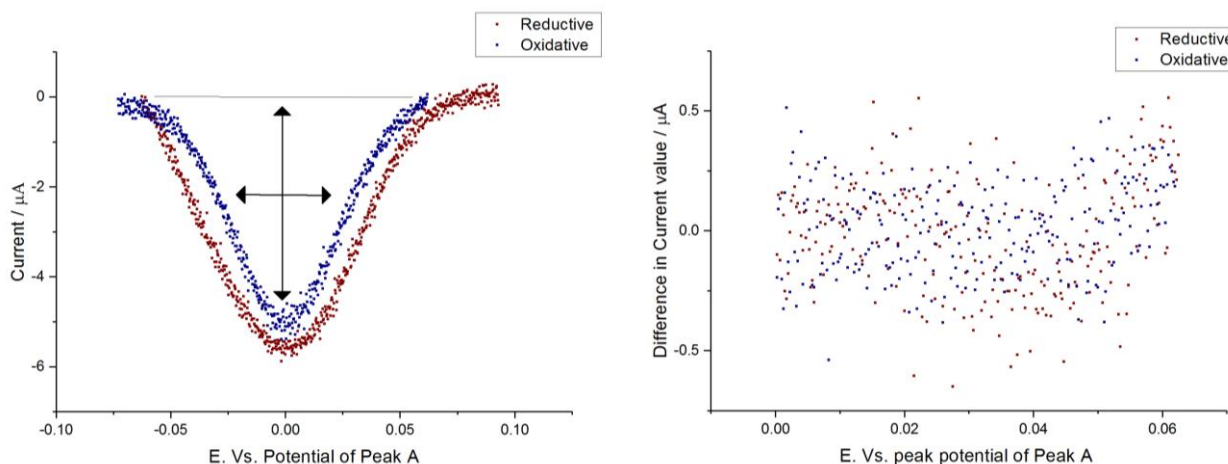 Reductive
Oxidative
0
-2
-4
-6
Current / μA
-0.10
-0.05
0.00
0.05
0.10
E. Vs. Potential of Peak A
Reductive
Oxidative
0.5
0.0
-0.5
Difference in Current value / μA
0.00
0.02
0.04
0.06
E. Vs. peak potential of Peak A